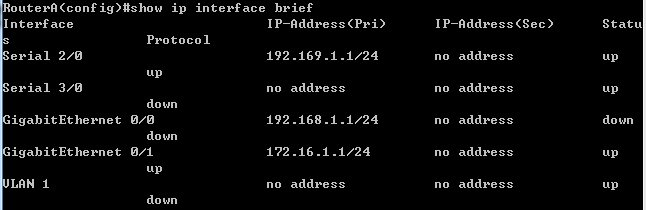 RouterA(config)#show ip interface brief
Interface IP-Address(Pri) IP-Address(Sec) Statu
s Protocol
Serial 2/0 192.169.1.1/24 no address up
up
Serial 3/0 no address no address up
down
GigabitEthernet 0/0 192.168.1.1/24 no address down
down
GigabitEthernet 0/1 172.16.1.1/24 no address up
up
VLAN 1 no address no address up
down